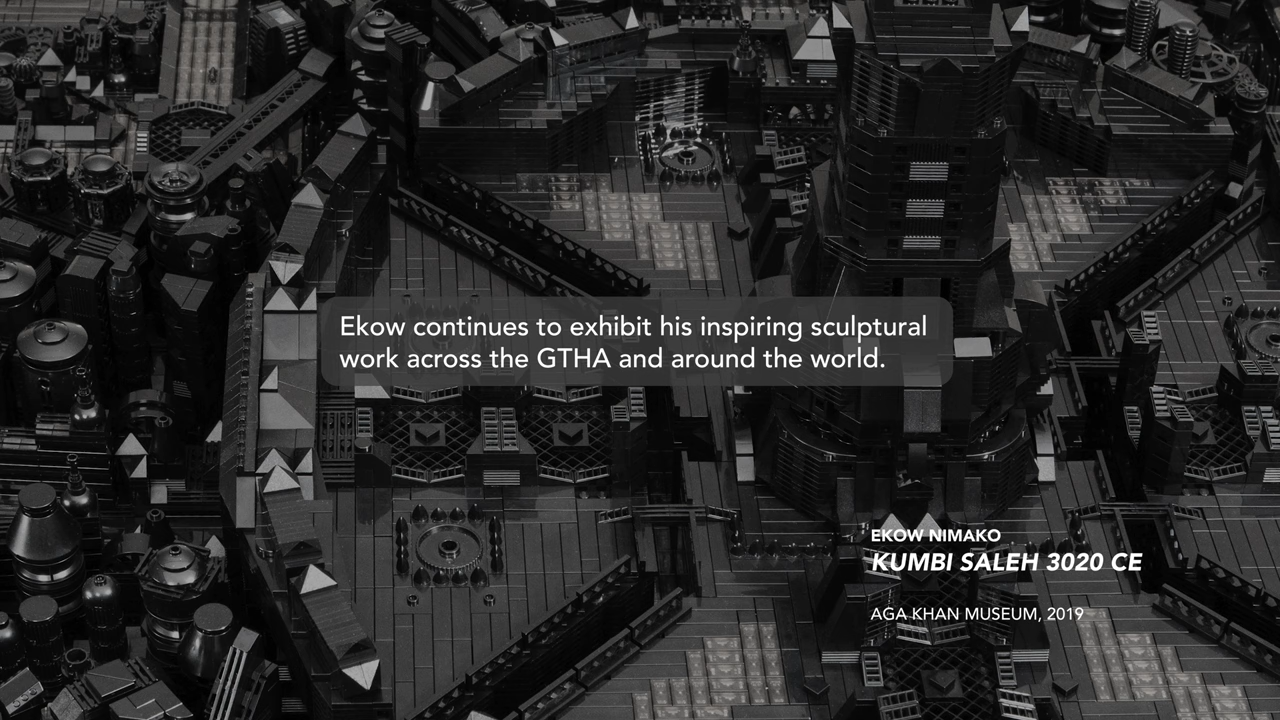 Ekow continues to exhibit his inspiring sculptural
work across the GTHA and around the world.
EKOW NIMAKO
KUMBI SALEH 3020 CE
AGA KHAN MUSEUM, 2019